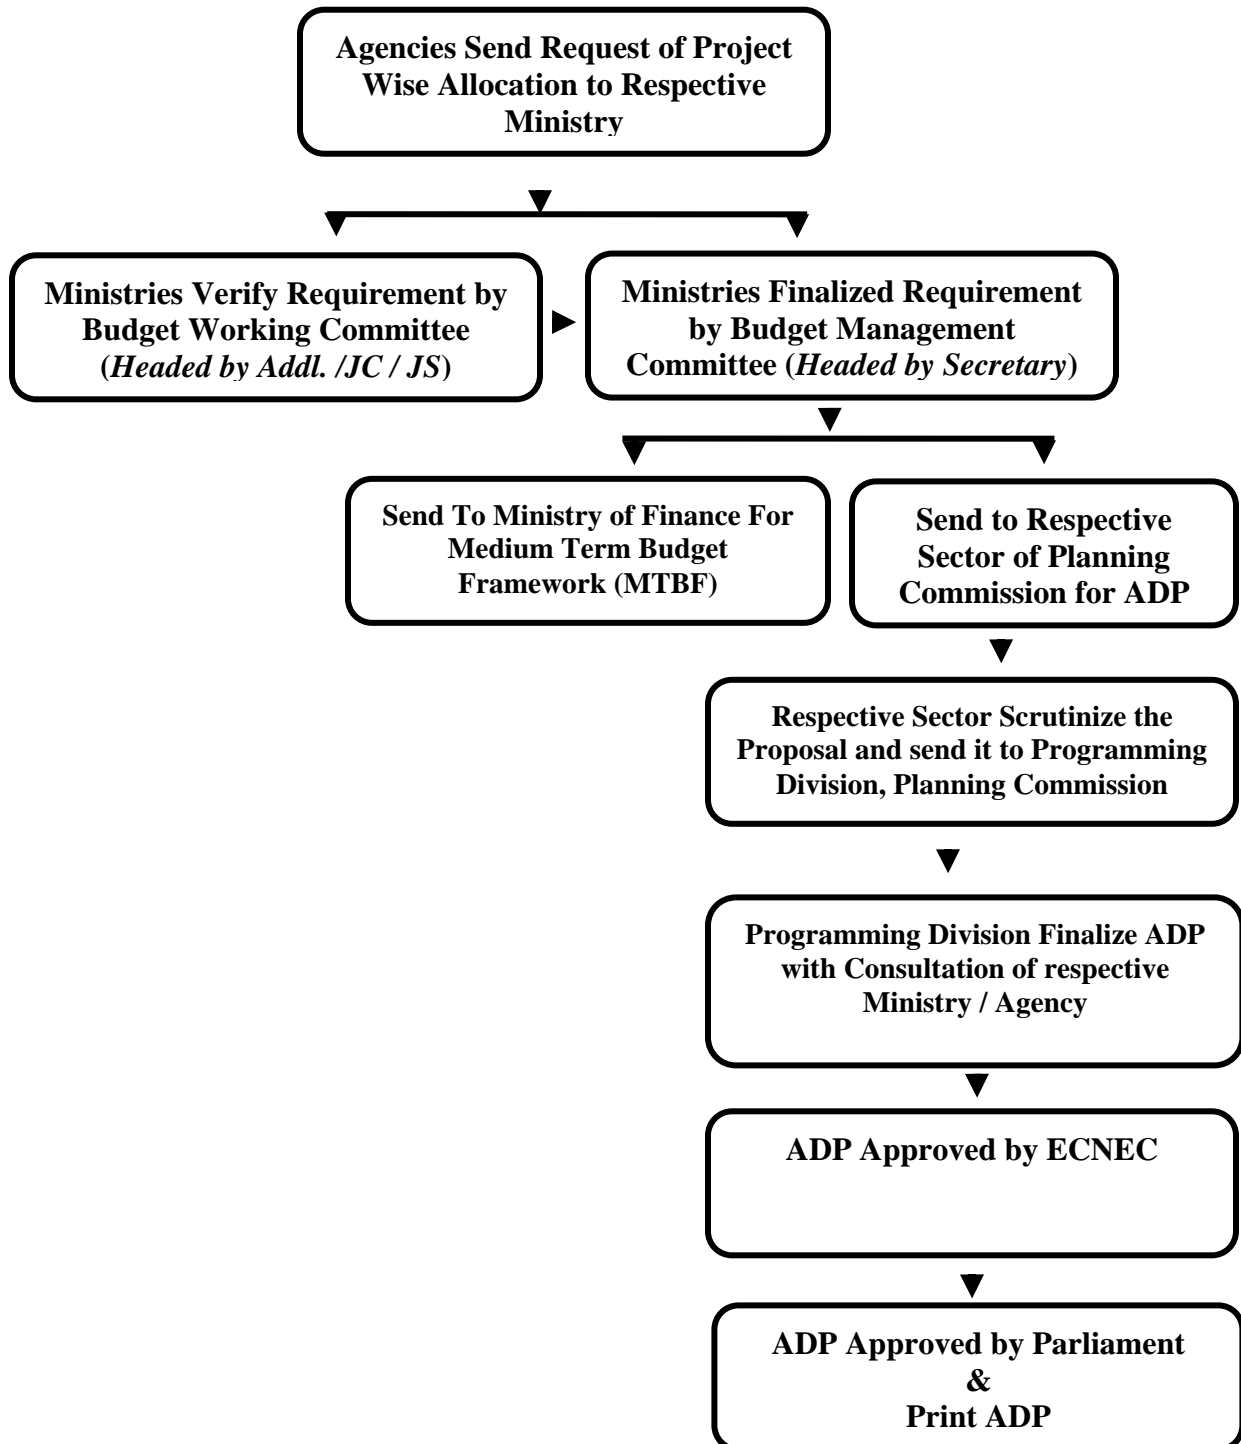 Agencies Send Request of Project
Wise Allocation to Respective
Ministry
Ministries Verify Requirement by
Budget Working Committee
(Headed by Addl. /JC / JS)
Ministries Finalized Requirement
by Budget Management
Committee (Headed by Secretary)
Send To Ministry of Finance For
Medium Term Budget
Framework (MTBF)
Send to Respective
Sector of Planning
Commission for ADP
Respective Sector Scrutinize the
Proposal and send it to Programming
Division, Planning Commission
Programming Division Finalize ADP
with Consultation of respective
Ministry / Agency
ADP Approved by ECNEC
ADP Approved by Parliament
&
Print ADP